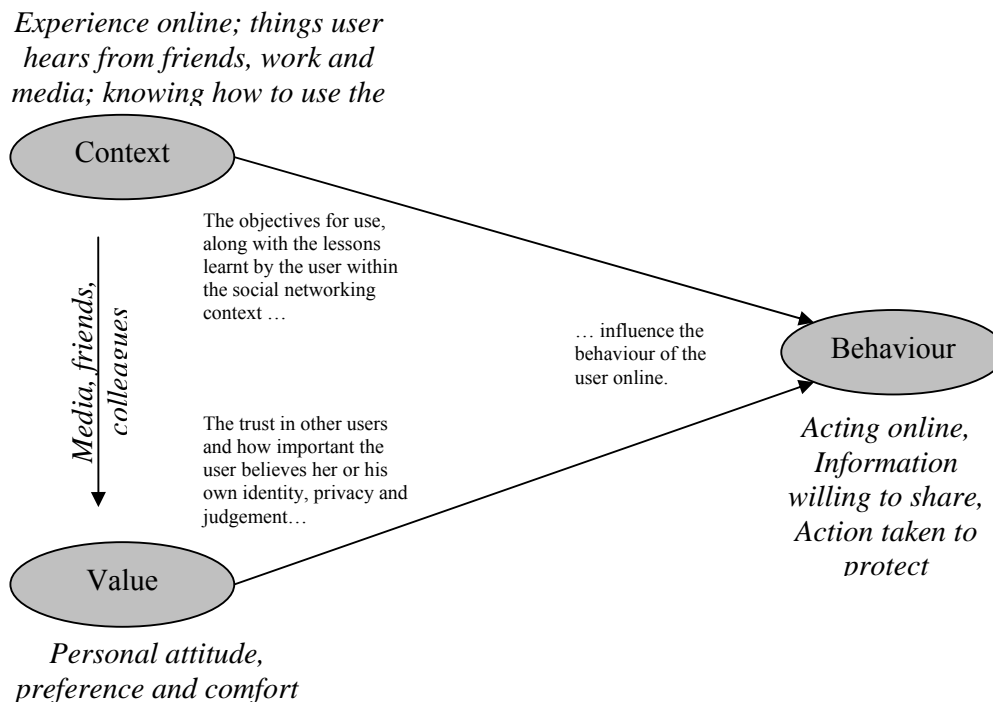 Experience online; things user
hears from friends, work and
media; knowing how to use the
Context
The objectives for use,
along with the lessons
learnt by the user within
the social networking
context …
Media, friends,
colleagues
… influence the
behaviour of the
user online.
Behaviour
The trust in other users
and how important the
user believes her or his
own identity, privacy and
judgement…
Acting online,
Information
willing to share,
Action taken to
protect
Value
Personal attitude,
preference and comfort